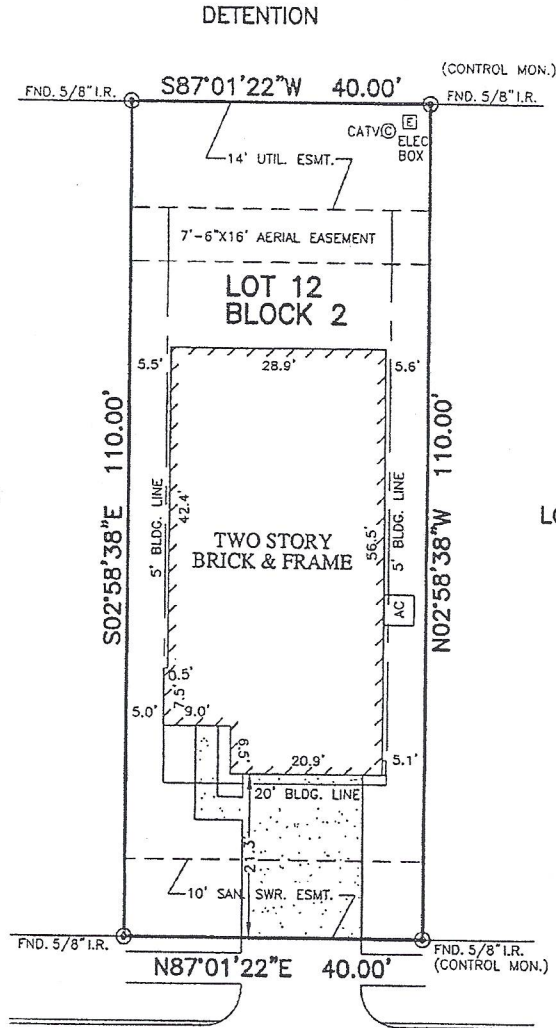 DETENTION
(CONTROL MON.)
FND. 5/8" I.R.
S87°01'22"W 40.00'
FND. 5/8" I.R.
CATV Ⓒ E
ELEC
BOX
14' UTIL. ESMT.
7'-6"X16' AERIAL EASEMENT
LOT 12
BLOCK 2
5.5'
28.9'
5.6'
S02°58'38"E 110.00'
5' BLDG. LINE
42.4'
TWO STORY
BRICK & FRAME
56.5'
5' BLDG. LINE
N02°58'38"W 110.00'
AC
0.5'
7.5'
5.0'
9.0'
6.5'
20.9'
5.1'
20' BLDG. LINE
21.3'
10' SAN. SWR. ESMT.
FND. 5/8" I.R.
FND. 5/8" I.R.
(CONTROL MON.)
N87°01'22"E 40.00'